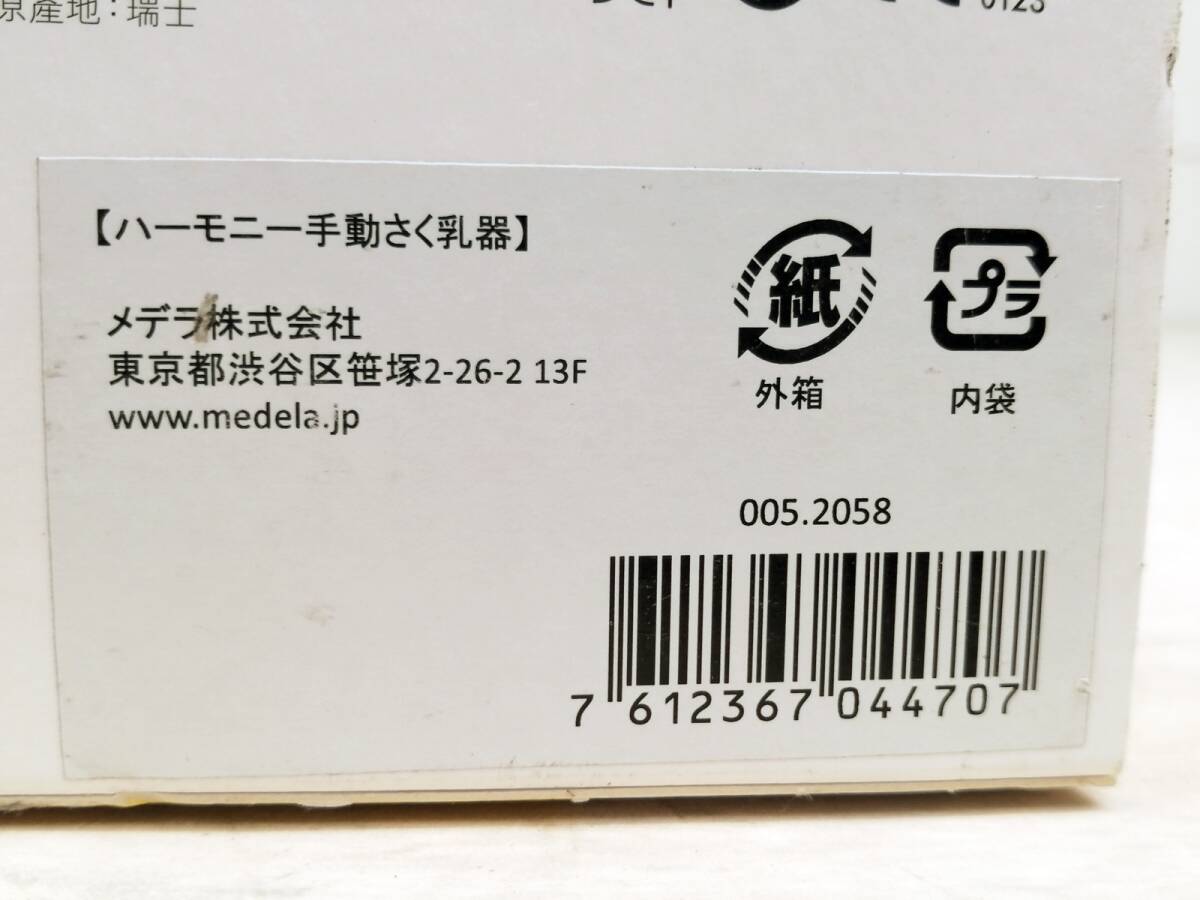 原產地：瑞士
0123
【ハーモニー手動さく乳器】
メデラ株式会社
東京都渋谷区笹塚2-26-2 13F
www.medela.jp
紙
外箱
プラ
内袋
005.2058
7 612367 044707